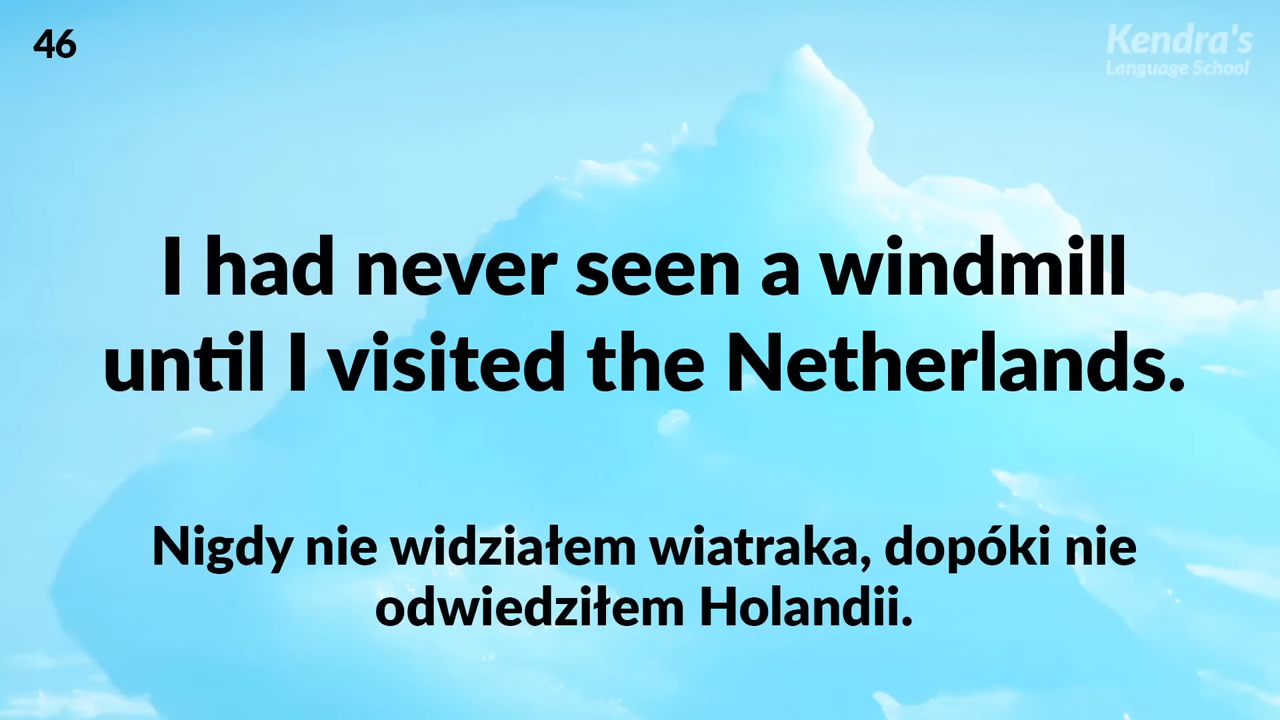 46
Kendra's
Language School
I had never seen a windmill
until I visited the Netherlands.
Nigdy nie widziałem wiatraka, dopóki nie
odwiedziłem Holandii.